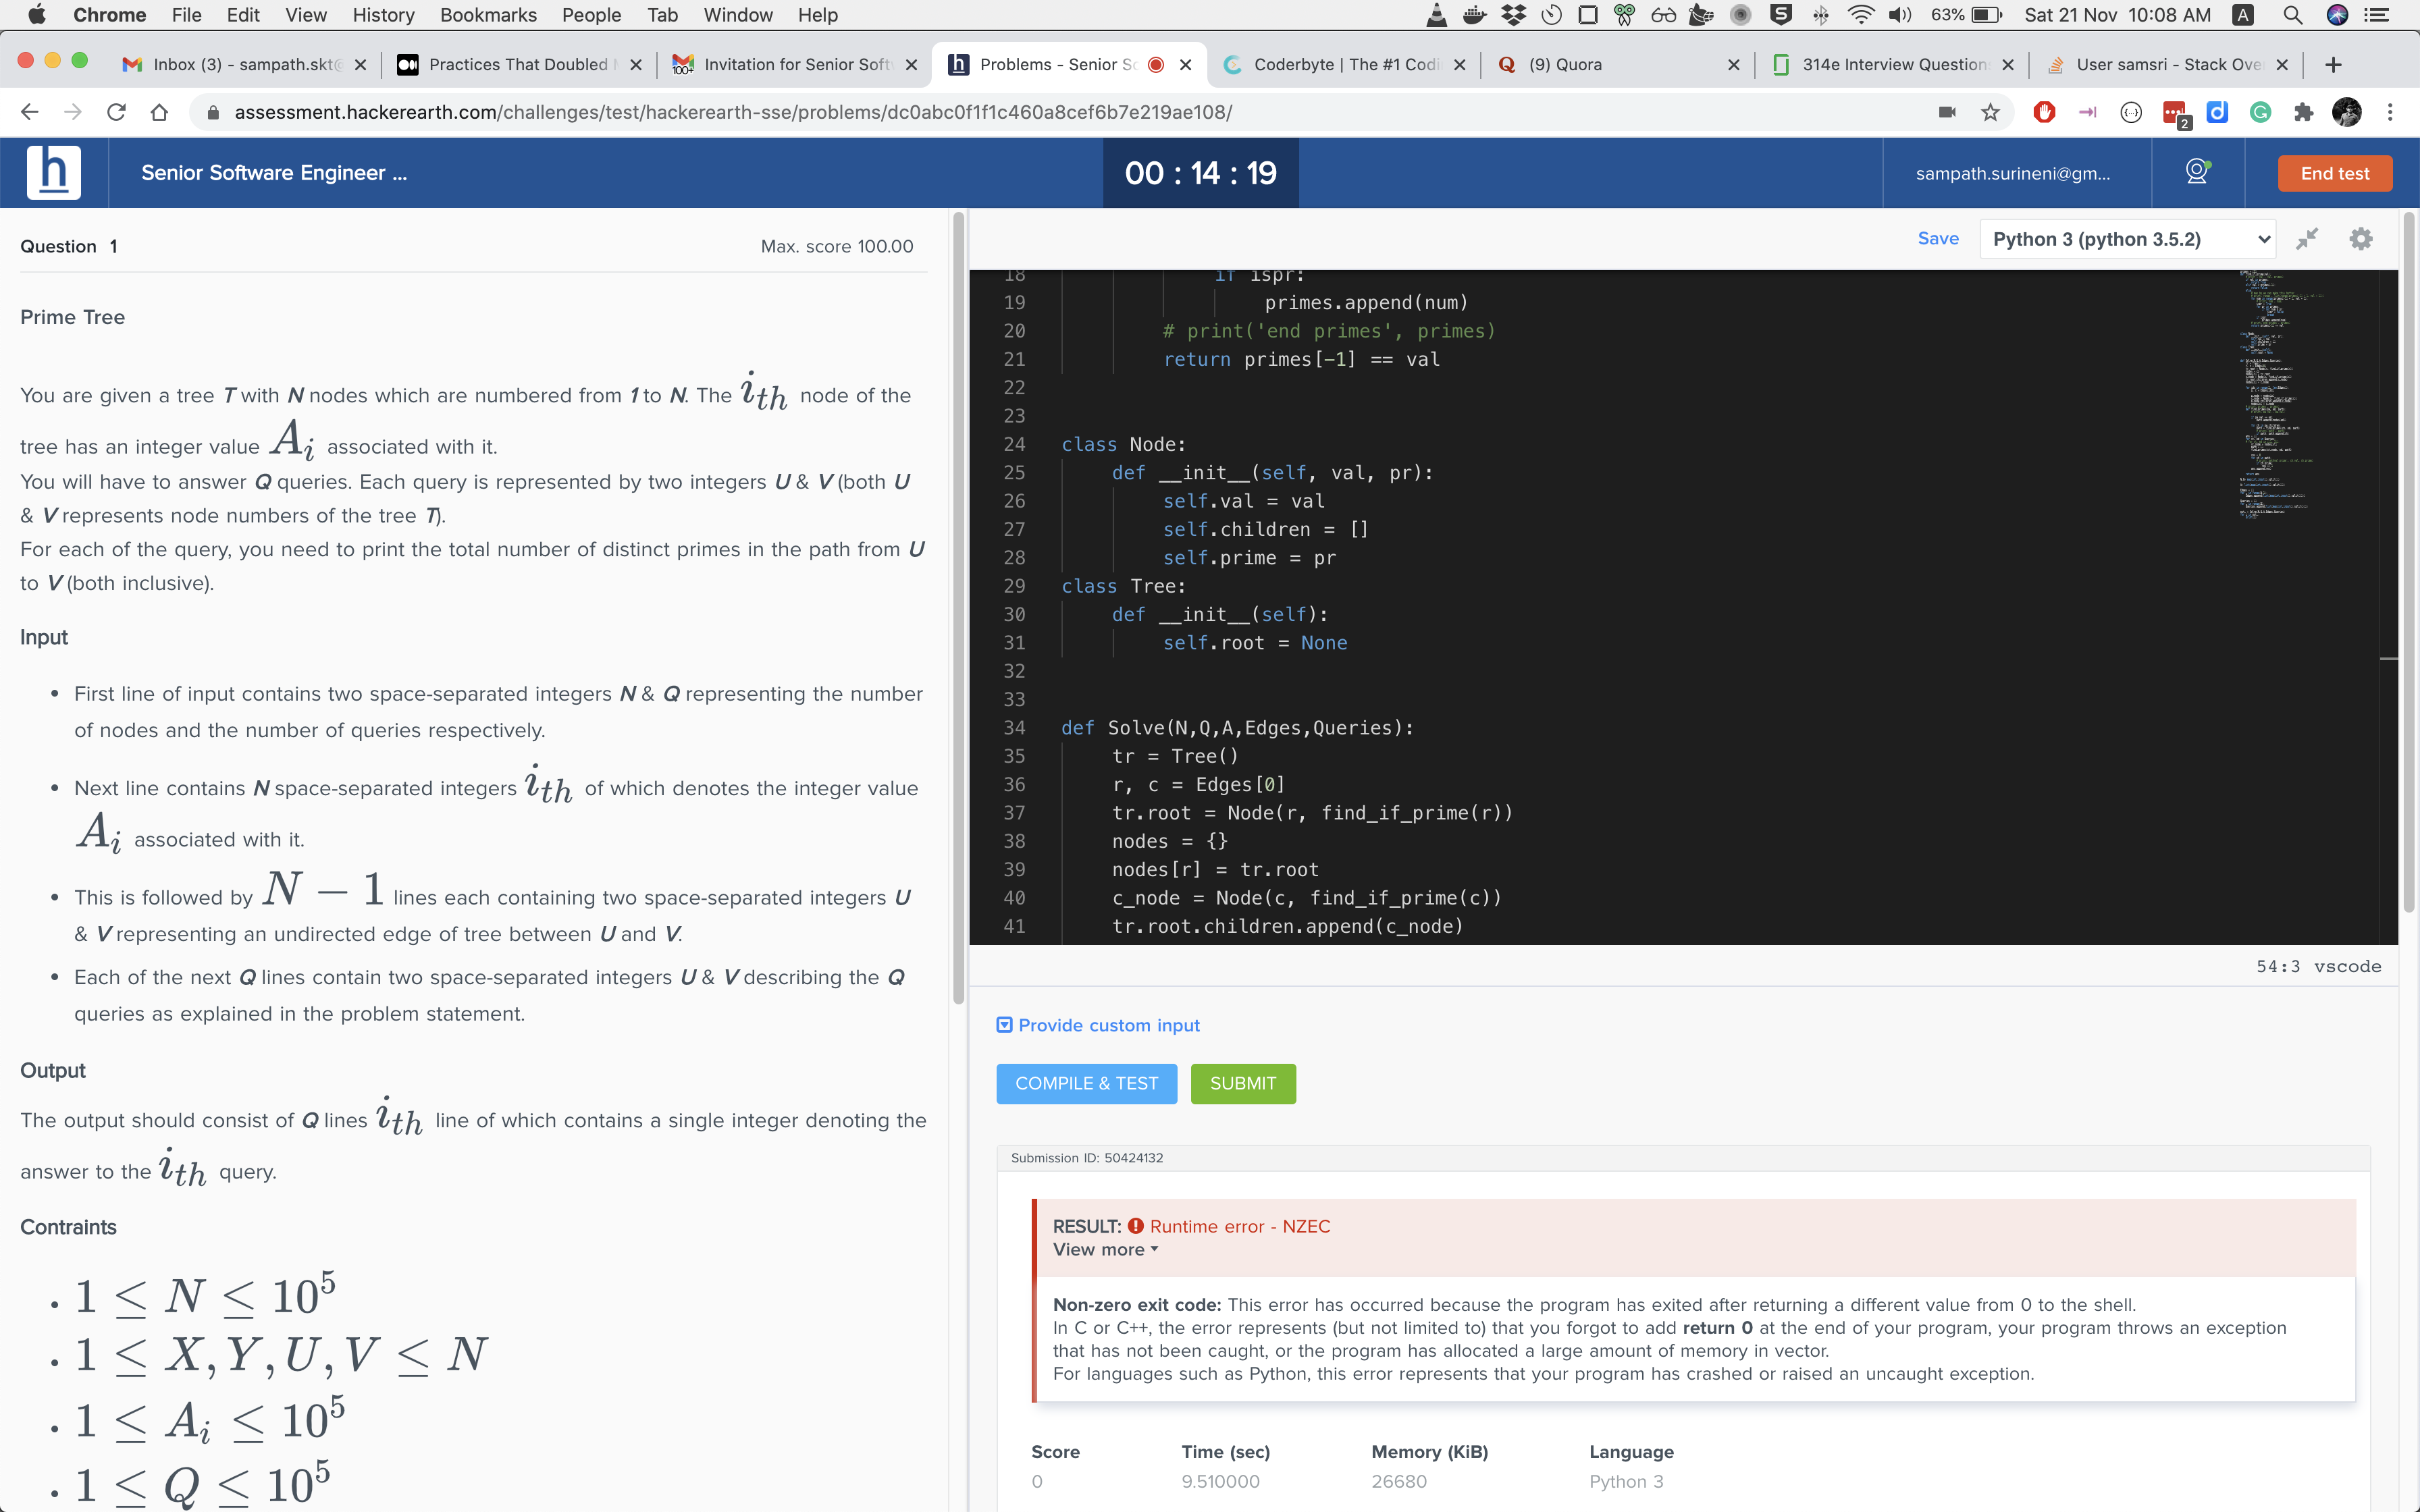 Chrome File Edit View History Bookmarks People Tab Window Help
63% Sat 21 Nov 10:08 AM A
Inbox (3) - sampath.skt@
Practices That Doubled
Invitation for Senior Soft
Problems - Senior S
Coderbyte | The #1 Codi
(9) Quora
314e Interview Question
User samsri - Stack Ove
assessment.hackerearth.com/challenges/test/hackerearth-sse/problems/dc0abc0f1f1c460a8cef6b7e219ae108/
h Senior Software Engineer ... 00 : 14 : 19 sampath.surineni@gm... End test
Question 1 Max. score 100.00
Prime Tree
You are given a tree T with N nodes which are numbered from 1 to N. The i_th node of the
tree has an integer value A_i associated with it.
You will have to answer Q queries. Each query is represented by two integers U & V (both U
& V represents node numbers of the tree T).
For each of the query, you need to print the total number of distinct primes in the path from U
to V (both inclusive).
Input
• First line of input contains two space-separated integers N & Q representing the number
of nodes and the number of queries respectively.
• Next line contains N space-separated integers i_th of which denotes the integer value
A_i associated with it.
• This is followed by N − 1 lines each containing two space-separated integers U
& V representing an undirected edge of tree between U and V.
• Each of the next Q lines contain two space-separated integers U & V describing the Q
queries as explained in the problem statement.
Output
The output should consist of Q lines i_th line of which contains a single integer denoting the
answer to the i_th query.
Contraints
• 1 ≤ N ≤ 10^5
• 1 ≤ X, Y, U, V ≤ N
• 1 ≤ A_i ≤ 10^5
• 1 ≤ Q ≤ 10^5
Save Python 3 (python 3.5.2)
18 if ispr:
19 primes.append(num)
20 # print('end primes', primes)
21 return primes[-1] == val
22
23
24 class Node:
25 def __init__(self, val, pr):
26 self.val = val
27 self.children = []
28 self.prime = pr
29 class Tree:
30 def __init__(self):
31 self.root = None
32
33
34 def Solve(N,Q,A,Edges,Queries):
35 tr = Tree()
36 r, c = Edges[0]
37 tr.root = Node(r, find_if_prime(r))
38 nodes = {}
39 nodes[r] = tr.root
40 c_node = Node(c, find_if_prime(c))
41 tr.root.children.append(c_node)
54:3 vscode
Provide custom input
COMPILE & TEST SUBMIT
Submission ID: 50424132
RESULT: Runtime error - NZEC
View more
Non-zero exit code: This error has occurred because the program has exited after returning a different value from 0 to the shell.
In C or C++, the error represents (but not limited to) that you forgot to add return 0 at the end of your program, your program throws an exception
that has not been caught, or the program has allocated a large amount of memory in vector.
For languages such as Python, this error represents that your program has crashed or raised an uncaught exception.
Score Time (sec) Memory (KiB) Language
0 9.510000 26680 Python 3